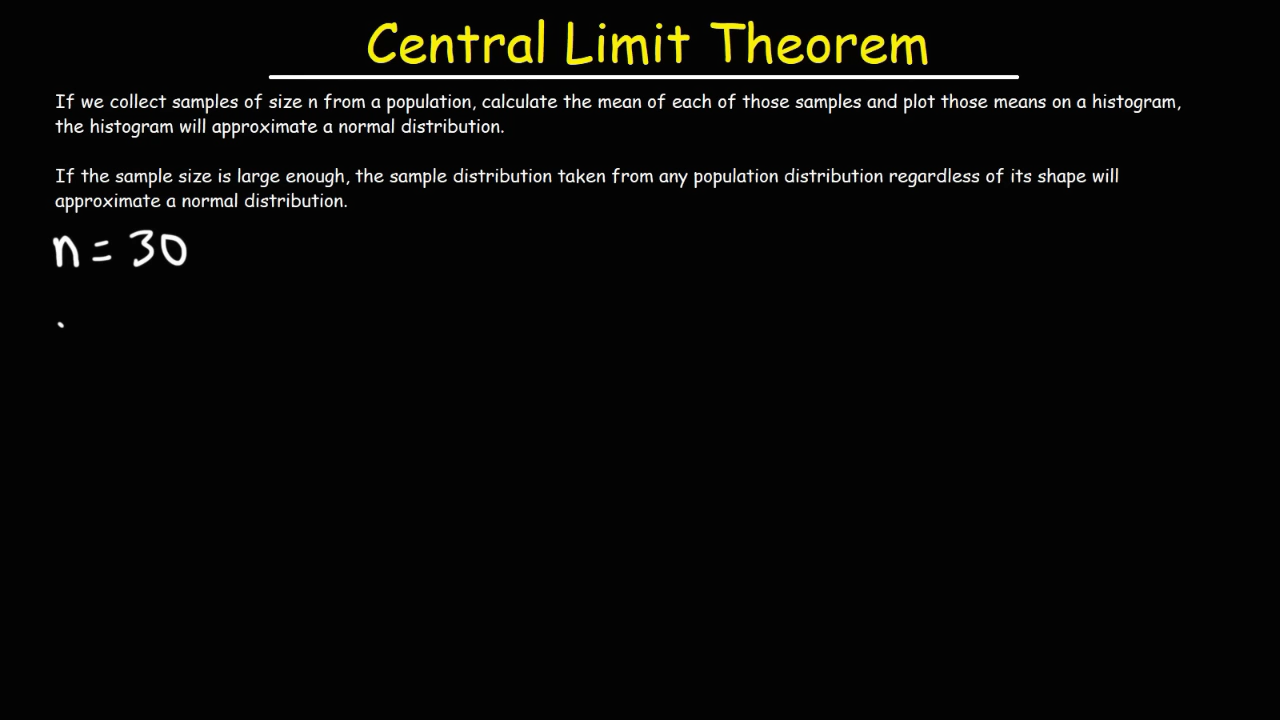 Central Limit Theorem
If we collect samples of size n from a population, calculate the mean of each of those samples and plot those means on a histogram,
the histogram will approximate a normal distribution.
If the sample size is large enough, the sample distribution taken from any population distribution regardless of its shape will
approximate a normal distribution.
n = 30